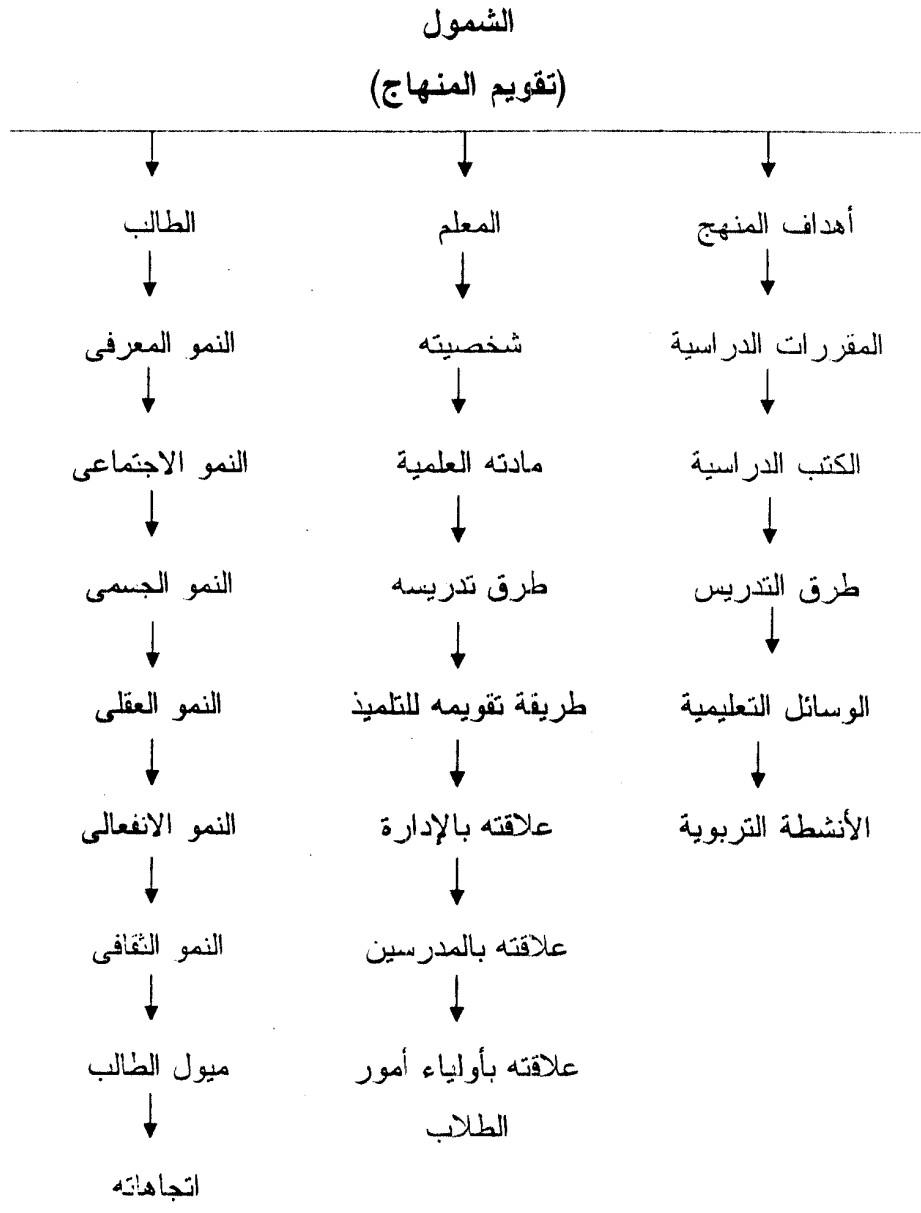 الشمول
(تقويم المنهاج)
أهداف المنهج
المقررات الدراسية
الكتب الدراسية
طرق التدريس
الوسائل التعليمية
الأنشطة التربوية
المعلم
شخصيته
مادته العلمية
طرق تدريسه
طريقة تقويمه للتلميذ
علاقته بالإدارة
علاقته بالمدرسين
علاقته بأولياء أمور
الطلاب
الطالب
النمو المعرفى
النمو الاجتماعى
النمو الجسمى
النمو العقلى
النمو الانفعالى
النمو الثقافى
ميول الطالب
اتجاهاته